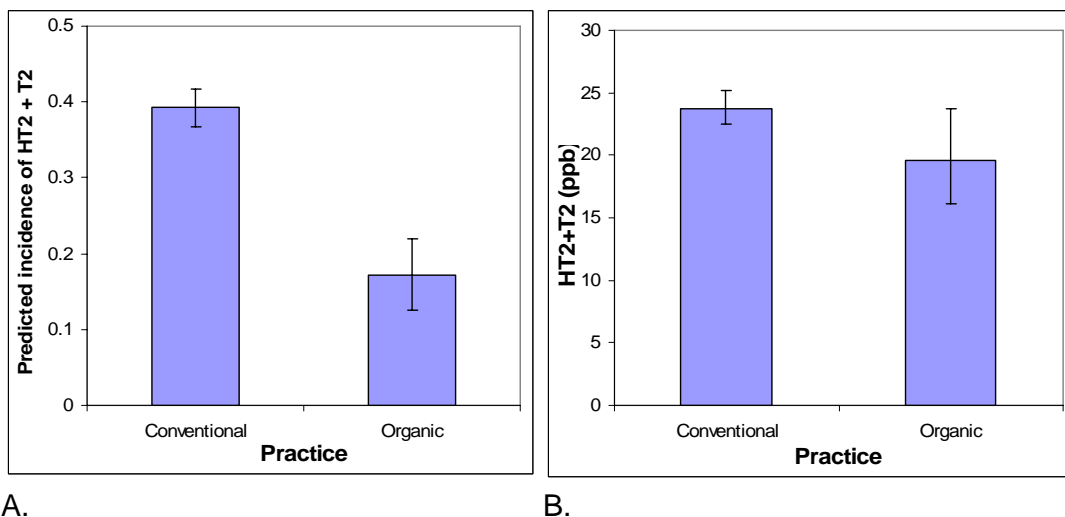 Predicted incidence of HT2 + T2
0.5
0.4
0.3
0.2
0.1
0
Conventional
Organic
Practice
A.
HT2+T2 (ppb)
30
25
20
15
10
5
0
Conventional
Organic
Practice
B.